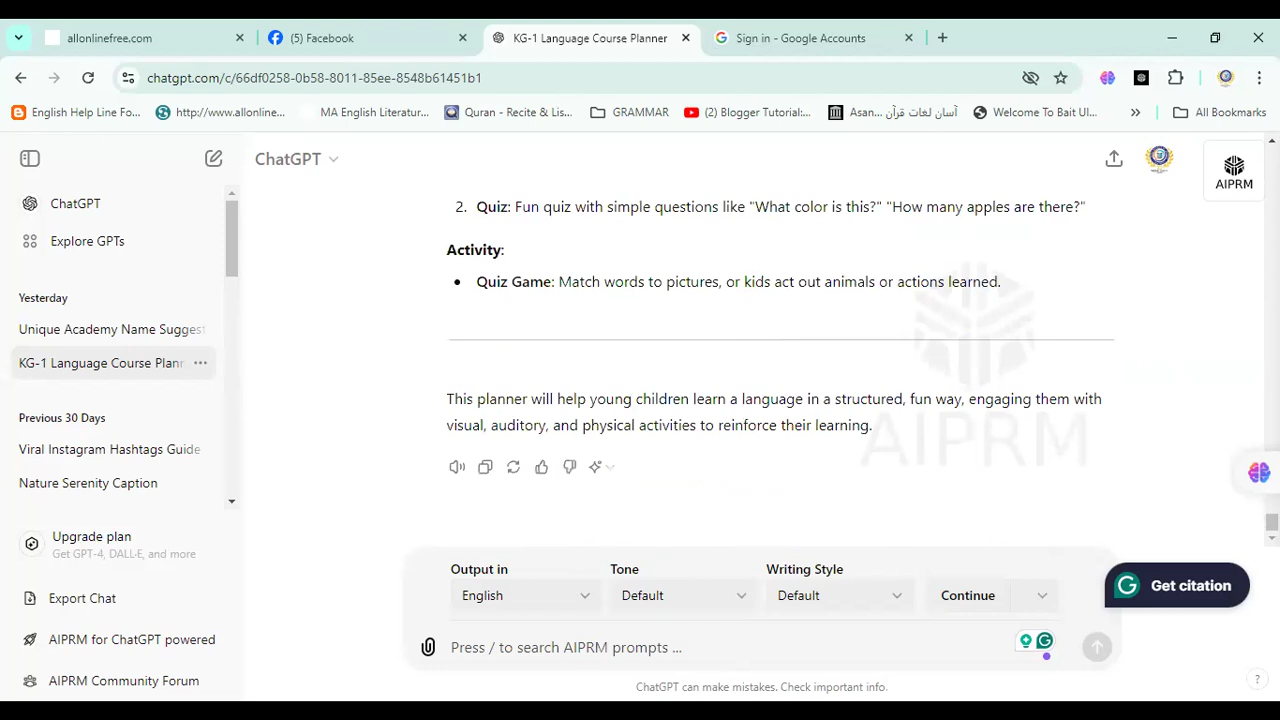 allonlinefree.com
(5) Facebook
KG-1 Language Course Planner
Sign in - Google Accounts
chatgpt.com/c/66df0258-0b58-8011-85ee-8548b61451b1
English Help Line Fo...
http://www.allonline...
MA English Literatur...
Quran - Recite & Lis...
GRAMMAR
(2) Blogger Tutorial:...
Asan... آسان لغات قرآن
Welcome To Bait Ul...
All Bookmarks
ChatGPT
AIPRM
ChatGPT
Explore GPTs
Yesterday
Unique Academy Name Suggest
KG-1 Language Course Plann
Previous 30 Days
Viral Instagram Hashtags Guide
Nature Serenity Caption
Upgrade plan
Get GPT-4, DALL·E, and more
Export Chat
AIPRM for ChatGPT powered
AIPRM Community Forum
2. Quiz: Fun quiz with simple questions like "What color is this?" "How many apples are there?"
Activity:
• Quiz Game: Match words to pictures, or kids act out animals or actions learned.
This planner will help young children learn a language in a structured, fun way, engaging them with
visual, auditory, and physical activities to reinforce their learning.
AIPRM
Output in
Tone
Writing Style
English
Default
Default
Continue
Get citation
Press / to search AIPRM prompts ...
ChatGPT can make mistakes. Check important info.
?